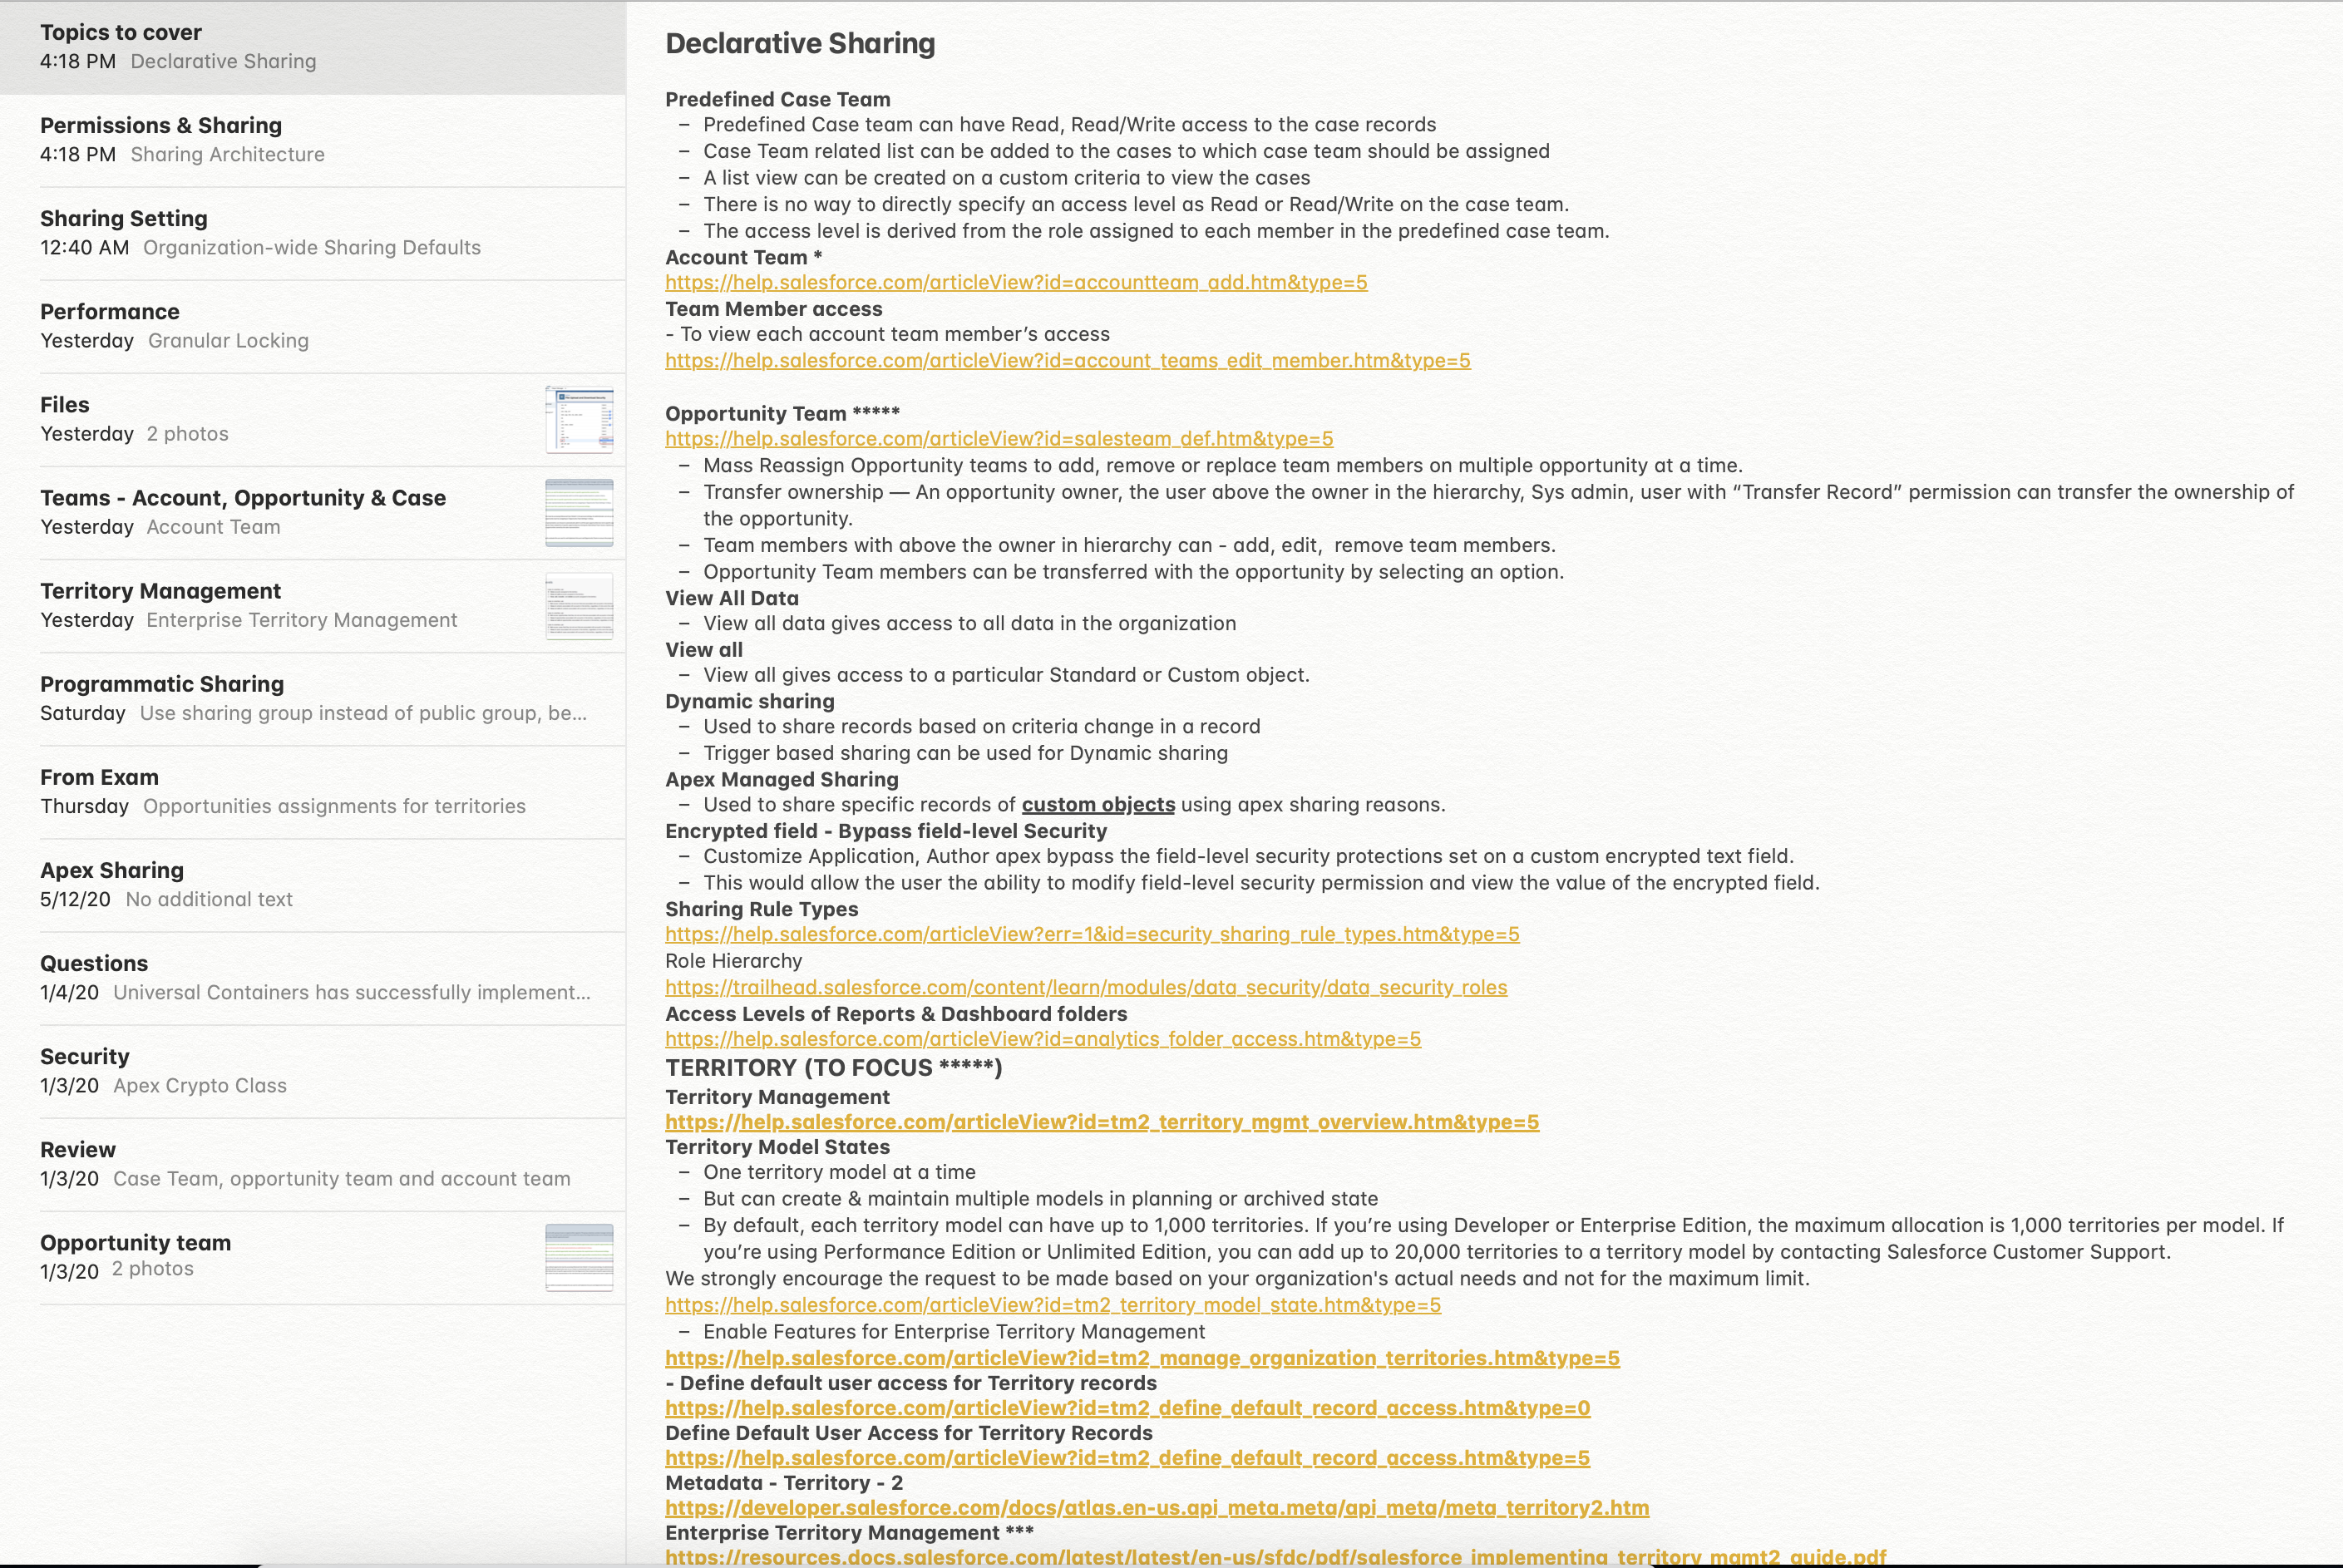 Topics to cover
4:18 PM Declarative Sharing
Permissions & Sharing
4:18 PM Sharing Architecture
Sharing Setting
12:40 AM Organization-wide Sharing Defaults
Performance
Yesterday Granular Locking
Files
Yesterday 2 photos
Teams - Account, Opportunity & Case
Yesterday Account Team
Territory Management
Yesterday Enterprise Territory Management
Programmatic Sharing
Saturday Use sharing group instead of public group, be...
From Exam
Thursday Opportunities assignments for territories
Apex Sharing
5/12/20 No additional text
Questions
1/4/20 Universal Containers has successfully implement...
Security
1/3/20 Apex Crypto Class
Review
1/3/20 Case Team, opportunity team and account team
Opportunity team
1/3/20 2 photos
Declarative Sharing
Predefined Case Team
– Predefined Case team can have Read, Read/Write access to the case records
– Case Team related list can be added to the cases to which case team should be assigned
– A list view can be created on a custom criteria to view the cases
– There is no way to directly specify an access level as Read or Read/Write on the case team.
– The access level is derived from the role assigned to each member in the predefined case team.
Account Team *
https://help.salesforce.com/articleView?id=accountteam_add.htm&type=5
Team Member access
- To view each account team member’s access
https://help.salesforce.com/articleView?id=account_teams_edit_member.htm&type=5
Opportunity Team *****
https://help.salesforce.com/articleView?id=salesteam_def.htm&type=5
– Mass Reassign Opportunity teams to add, remove or replace team members on multiple opportunity at a time.
– Transfer ownership — An opportunity owner, the user above the owner in the hierarchy, Sys admin, user with “Transfer Record” permission can transfer the ownership of
the opportunity.
– Team members with above the owner in hierarchy can - add, edit, remove team members.
– Opportunity Team members can be transferred with the opportunity by selecting an option.
View All Data
– View all data gives access to all data in the organization
View all
– View all gives access to a particular Standard or Custom object.
Dynamic sharing
– Used to share records based on criteria change in a record
– Trigger based sharing can be used for Dynamic sharing
Apex Managed Sharing
– Used to share specific records of custom objects using apex sharing reasons.
Encrypted field - Bypass field-level Security
– Customize Application, Author apex bypass the field-level security protections set on a custom encrypted text field.
– This would allow the user the ability to modify field-level security permission and view the value of the encrypted field.
Sharing Rule Types
https://help.salesforce.com/articleView?err=1&id=security_sharing_rule_types.htm&type=5
Role Hierarchy
https://trailhead.salesforce.com/content/learn/modules/data_security/data_security_roles
Access Levels of Reports & Dashboard folders
https://help.salesforce.com/articleView?id=analytics_folder_access.htm&type=5
TERRITORY (TO FOCUS *****)
Territory Management
https://help.salesforce.com/articleView?id=tm2_territory_mgmt_overview.htm&type=5
Territory Model States
– One territory model at a time
– But can create & maintain multiple models in planning or archived state
– By default, each territory model can have up to 1,000 territories. If you’re using Developer or Enterprise Edition, the maximum allocation is 1,000 territories per model. If
you’re using Performance Edition or Unlimited Edition, you can add up to 20,000 territories to a territory model by contacting Salesforce Customer Support.
We strongly encourage the request to be made based on your organization's actual needs and not for the maximum limit.
https://help.salesforce.com/articleView?id=tm2_territory_model_state.htm&type=5
– Enable Features for Enterprise Territory Management
https://help.salesforce.com/articleView?id=tm2_manage_organization_territories.htm&type=5
- Define default user access for Territory records
https://help.salesforce.com/articleView?id=tm2_define_default_record_access.htm&type=0
Define Default User Access for Territory Records
https://help.salesforce.com/articleView?id=tm2_define_default_record_access.htm&type=5
Metadata - Territory - 2
https://developer.salesforce.com/docs/atlas.en-us.api_meta.meta/api_meta/meta_territory2.htm
Enterprise Territory Management ***
https://resources.docs.salesforce.com/latest/latest/en-us/sfdc/pdf/salesforce_implementing_territory_mgmt2_guide.pdf